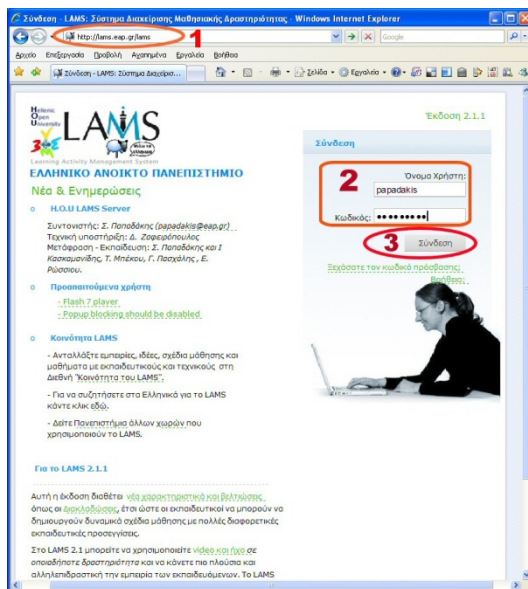 Σύνδεση - LAMS: Σύστημα Διαχείρισης Μαθησιακής Δραστηριότητας - Windows Internet Explorer
http://lams.eap.gr/lams
1
Google
Αρχείο Επεξεργασία Προβολή Αγαπημένα Εργαλεία Βοήθεια
Σύνδεση - LAMS: Σύστημα Διαχείρισ...
Σελίδα
Εργαλεία
Hellenic
Open
University
LAMS
Learning Activity Management System
ΕΛΛΗΝΙΚΟ ΑΝΟΙΚΤΟ ΠΑΝΕΠΙΣΤΗΜΙΟ
Νέα & Ενημερώσεις
H.O.U LAMS Server
Συντονιστής: Σ. Παπαδάκης (papadakis@eap.gr)
Τεχνική υποστήριξη: Δ. Ζαφειρόπουλος
Μετάφραση - Εκπαίδευση: Σ. Παπαδάκης και Ι
Κασκαμανίδης, Τ. Μπέκου, Γ. Πασχάλης , Ε.
Ρώσσιου.
Προαπαιτούμενα χρήστη
- Flash 7 player
- Popup blocking should be disabled
Κοινότητα LAMS
- Ανταλλάξτε εμπειρίες, ιδέες, σχέδια μάθησης και
μαθήματα με εκπαιδευτικούς και τεχνικούς στη
Διεθνή "Κοινότητα του LAMS".
- Για να συζητήσετε στα Ελληνικά για το LAMS
κάντε κλικ εδώ.
- Δείτε Πανεπιστήμια άλλων χωρών που
χρησιμοποιούν το LAMS.
Για το LAMS 2.1.1
Αυτή η έκδοση διαθέτει νέα χαρακτηριστικά και βελτιώσεις
όπως οι Διακλαδώσεις, έτσι ώστε οι εκπαιδευτικοί να μπορούν να
δημιουργούν δυναμικά σχέδια μάθησης με πολλές διαφορετικές
εκπαιδευτικές προσεγγίσεις.
Στο LAMS 2.1 μπορείτε να χρησιμοποιείτε video και ήχο σε
οποιαδήποτε δραστηριότητα και να κάνετε πιο πλούσια και
αλληλεπιδραστική την εμπειρία των εκπαιδευομένων. Το LAMS
Έκδοση 2.1.1
Σύνδεση
2
Όνομα Χρήστη:
papadakis
Κωδικός: •••••••••
3
Σύνδεση
Ξεχάσατε τον κωδικό πρόσβασης;
Βοήθεια;